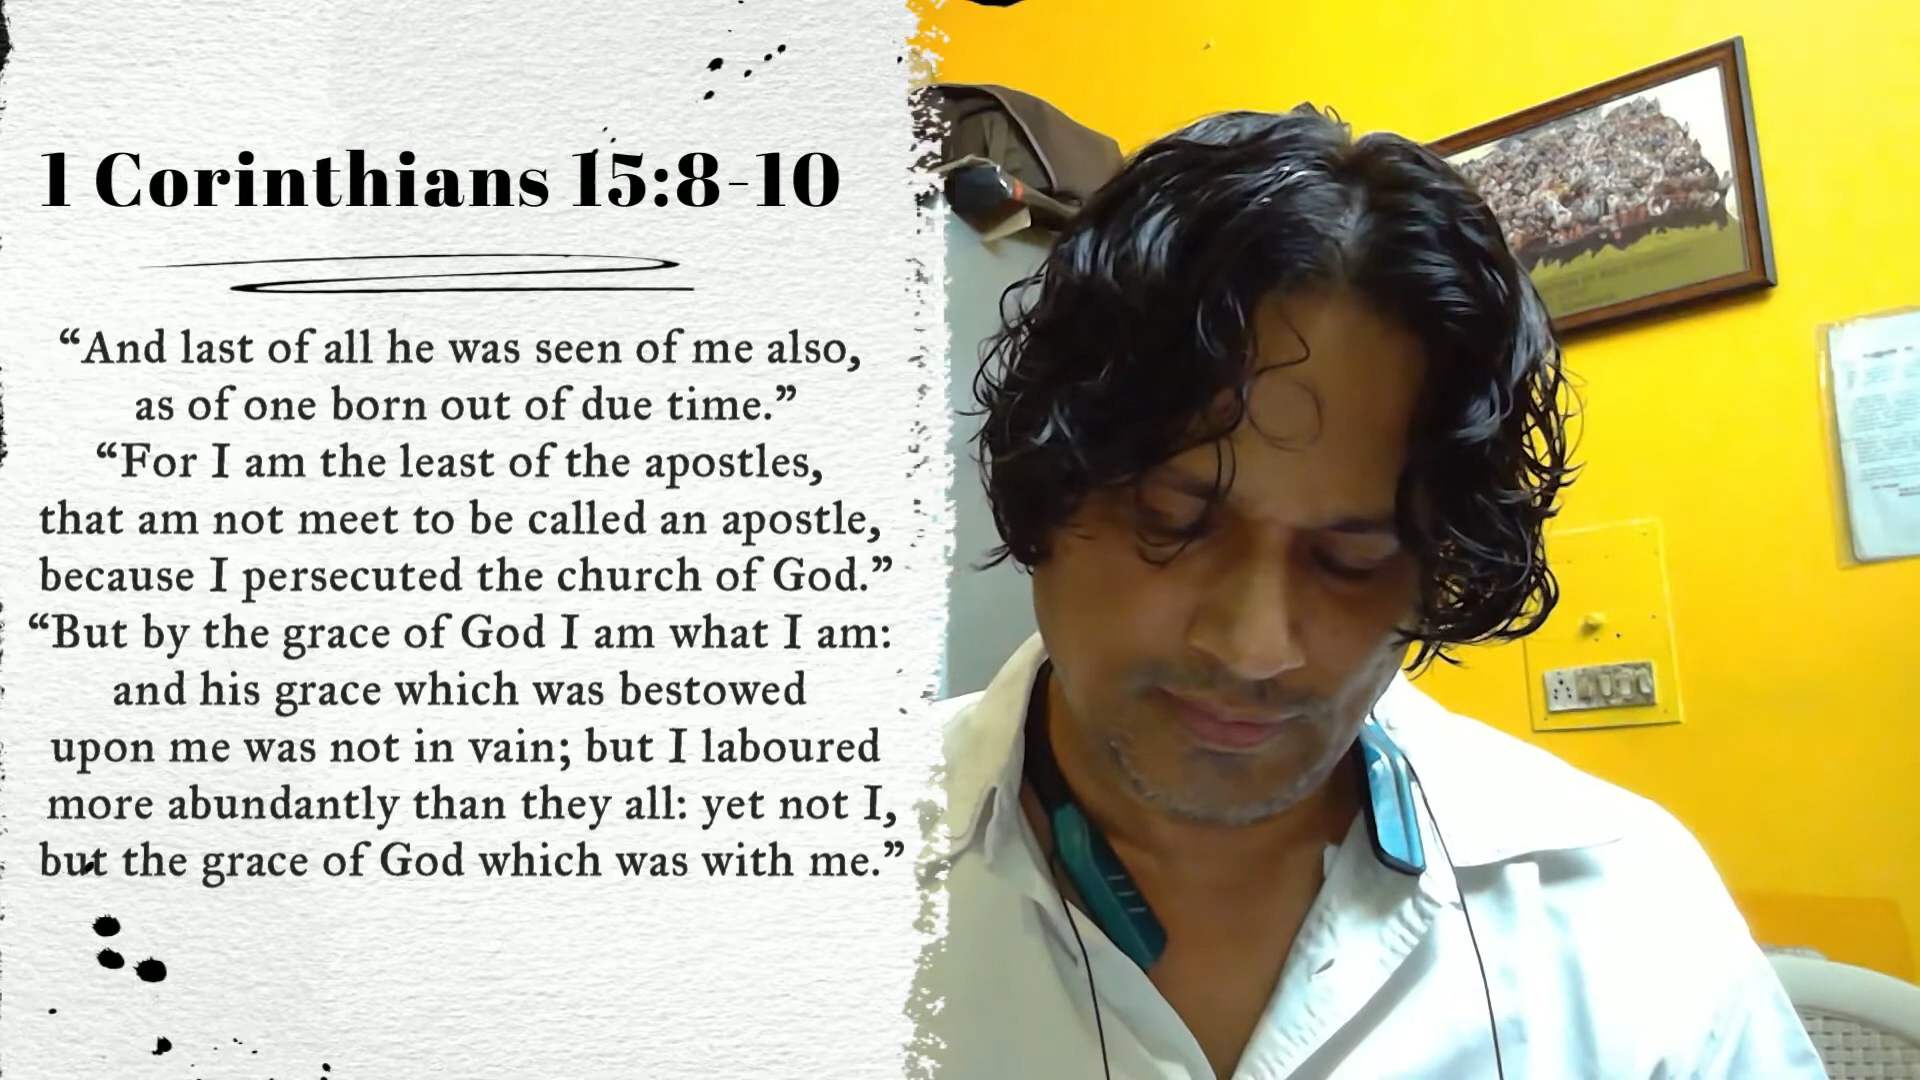 1 Corinthians 15:8-10
“And last of all he was seen of me also,
as of one born out of due time.”
“For I am the least of the apostles,
that am not meet to be called an apostle,
because I persecuted the church of God.”
“But by the grace of God I am what I am:
and his grace which was bestowed
upon me was not in vain; but I laboured
more abundantly than they all: yet not I,
but the grace of God which was with me.”